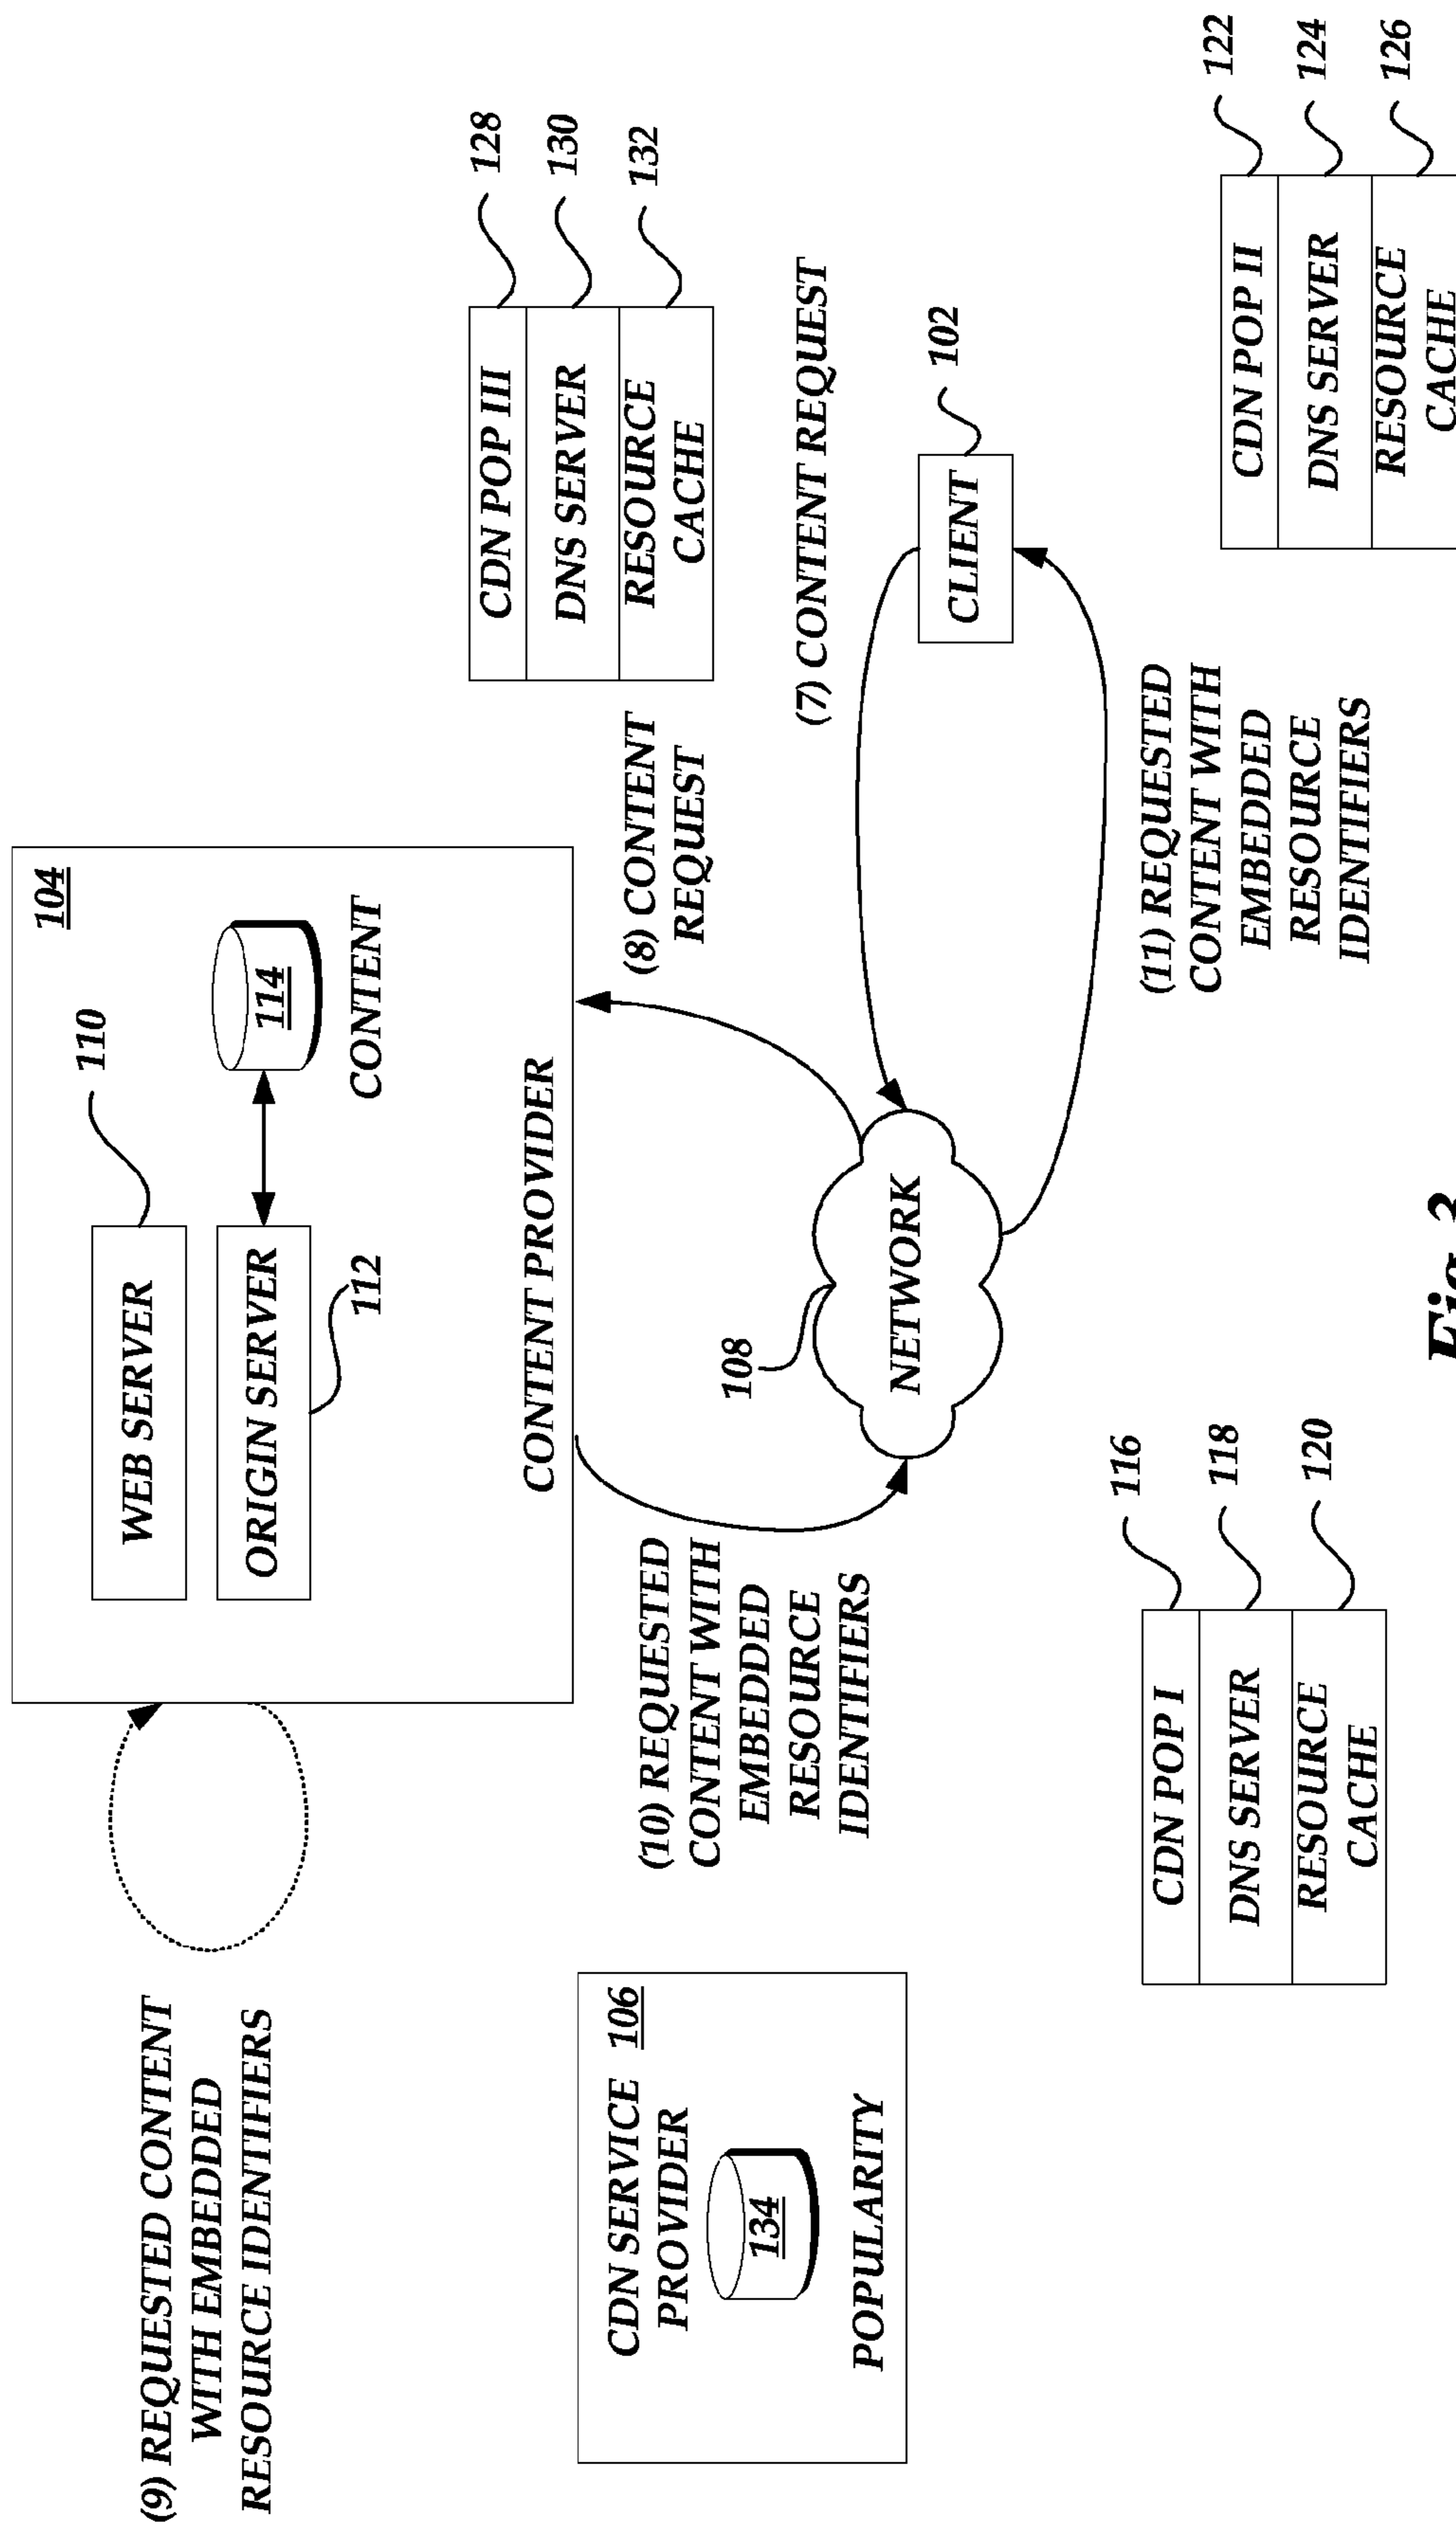 (9) REQUESTED CONTENT
WITH EMBEDDED
RESOURCE IDENTIFIERS
104
WEB SERVER
110
ORIGIN SERVER
112
114
CONTENT
CONTENT PROVIDER
CDN SERVICE
PROVIDER
106
134
POPULARITY
(10) REQUESTED
CONTENT WITH
EMBEDDED
RESOURCE
IDENTIFIERS
(8) CONTENT
REQUEST
CDN POP III
128
DNS SERVER
130
RESOURCE
CACHE
132
108
NETWORK
(7) CONTENT REQUEST
CLIENT
102
(11) REQUESTED
CONTENT WITH
EMBEDDED
RESOURCE
IDENTIFIERS
CDN POP I
116
DNS SERVER
118
RESOURCE
CACHE
120
CDN POP II
122
DNS SERVER
124
RESOURCE
CACHE
126